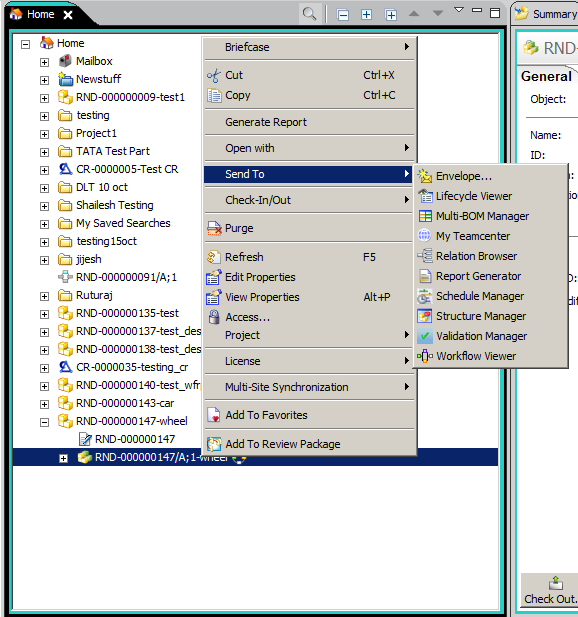 Home
Summary
Home
Mailbox
Newstuff
RND-000000009-test1
testing
Project1
TATA Test Part
CR-0000005-Test CR
DLT 10 oct
Shailesh Testing
My Saved Searches
testing15oct
jijesh
RND-000000091/A;1
Ruturaj
RND-000000135-test
RND-000000137-test_des
RND-000000138-test_des
CR-0000035-testing_cr
RND-000000140-test_wfp
RND-000000143-car
RND-000000147-wheel
RND-000000147
RND-000000147/A;1-wheel
Briefcase
Cut Ctrl+X
Copy Ctrl+C
Generate Report
Open with
Send To
Check-In/Out
Purge
Refresh F5
Edit Properties
View Properties Alt+P
Access...
Project
License
Multi-Site Synchronization
Add To Favorites
Add To Review Package
Envelope...
Lifecycle Viewer
Multi-BOM Manager
My Teamcenter
Relation Browser
Report Generator
Schedule Manager
Structure Manager
Validation Manager
Workflow Viewer
RND-
General
Object:
Name:
ID:
Check Out.